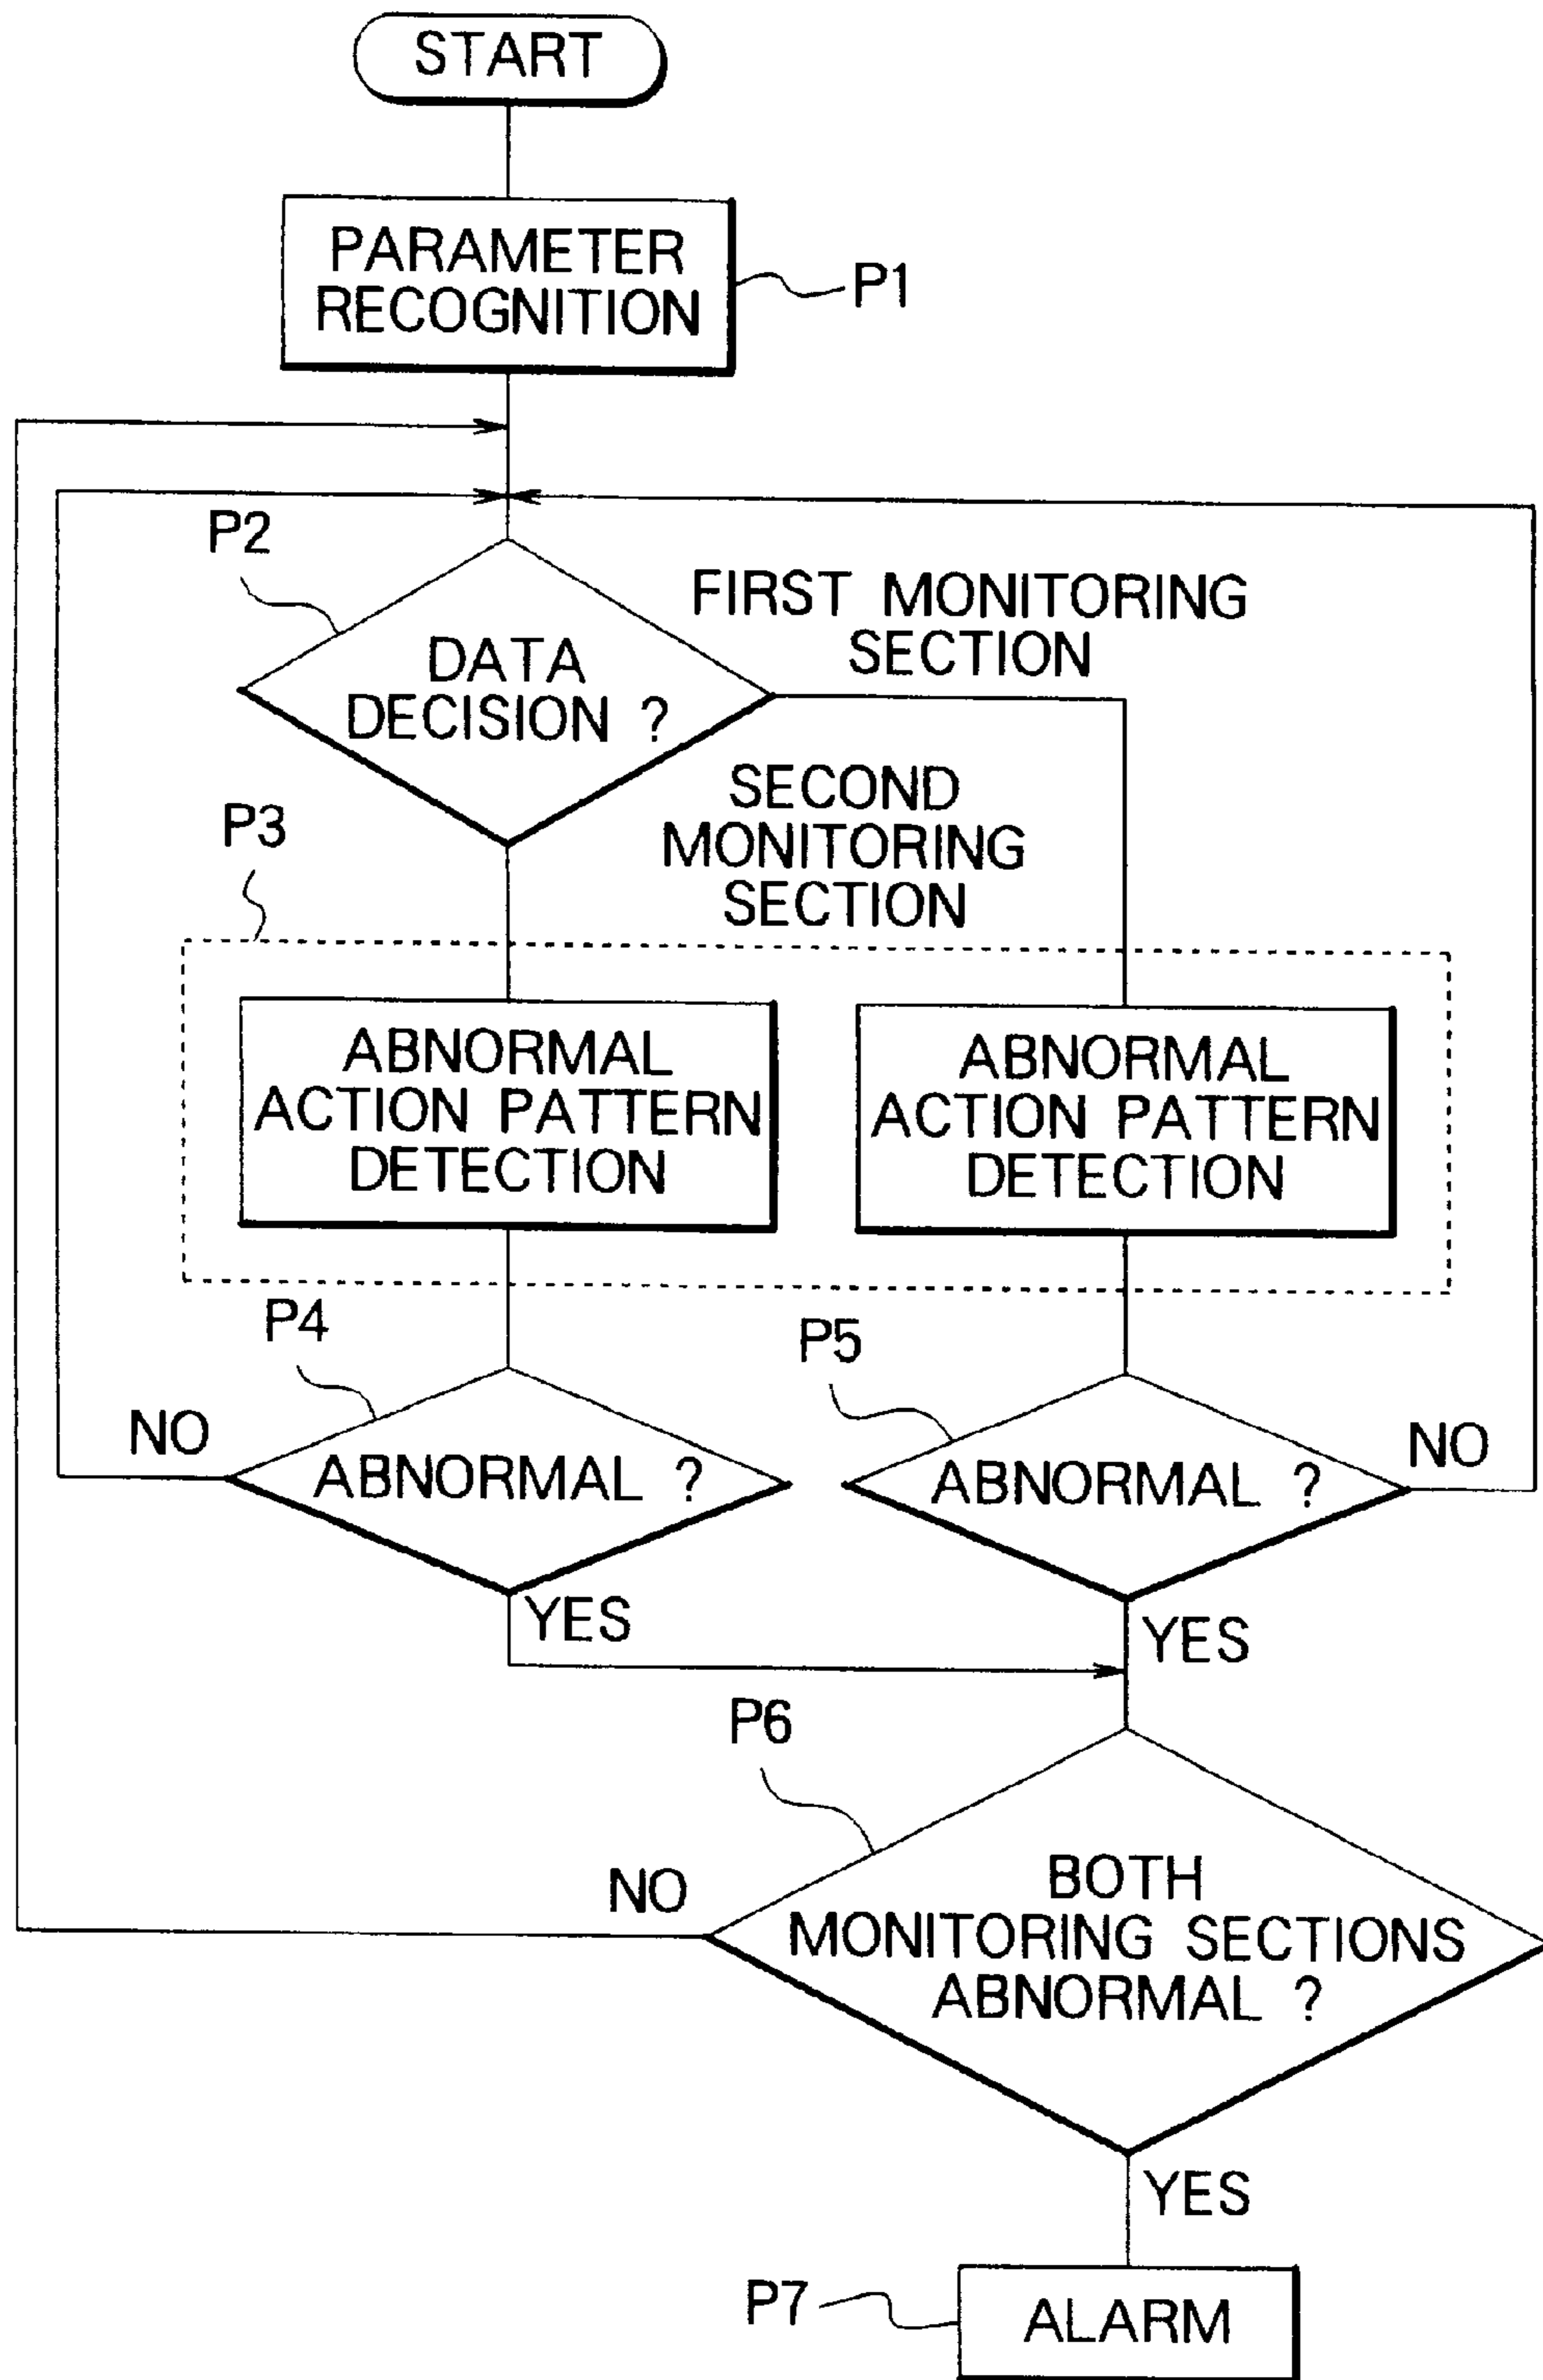 START
PARAMETER
RECOGNITION
P1
P2
FIRST MONITORING
SECTION
DATA
DECISION ?
SECOND
MONITORING
SECTION
P3
ABNORMAL
ACTION PATTERN
DETECTION
ABNORMAL
ACTION PATTERN
DETECTION
P4
P5
NO
ABNORMAL ?
ABNORMAL ?
NO
YES
YES
P6
NO
BOTH
MONITORING SECTIONS
ABNORMAL ?
YES
P7
ALARM